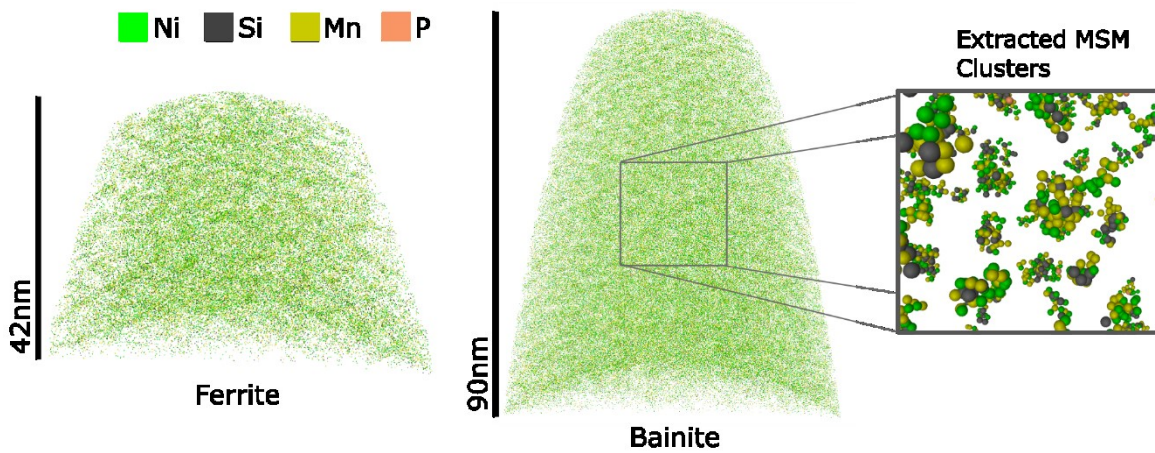 Ni Si Mn P
Extracted MSM
Clusters
42nm
90nm
Ferrite
Bainite